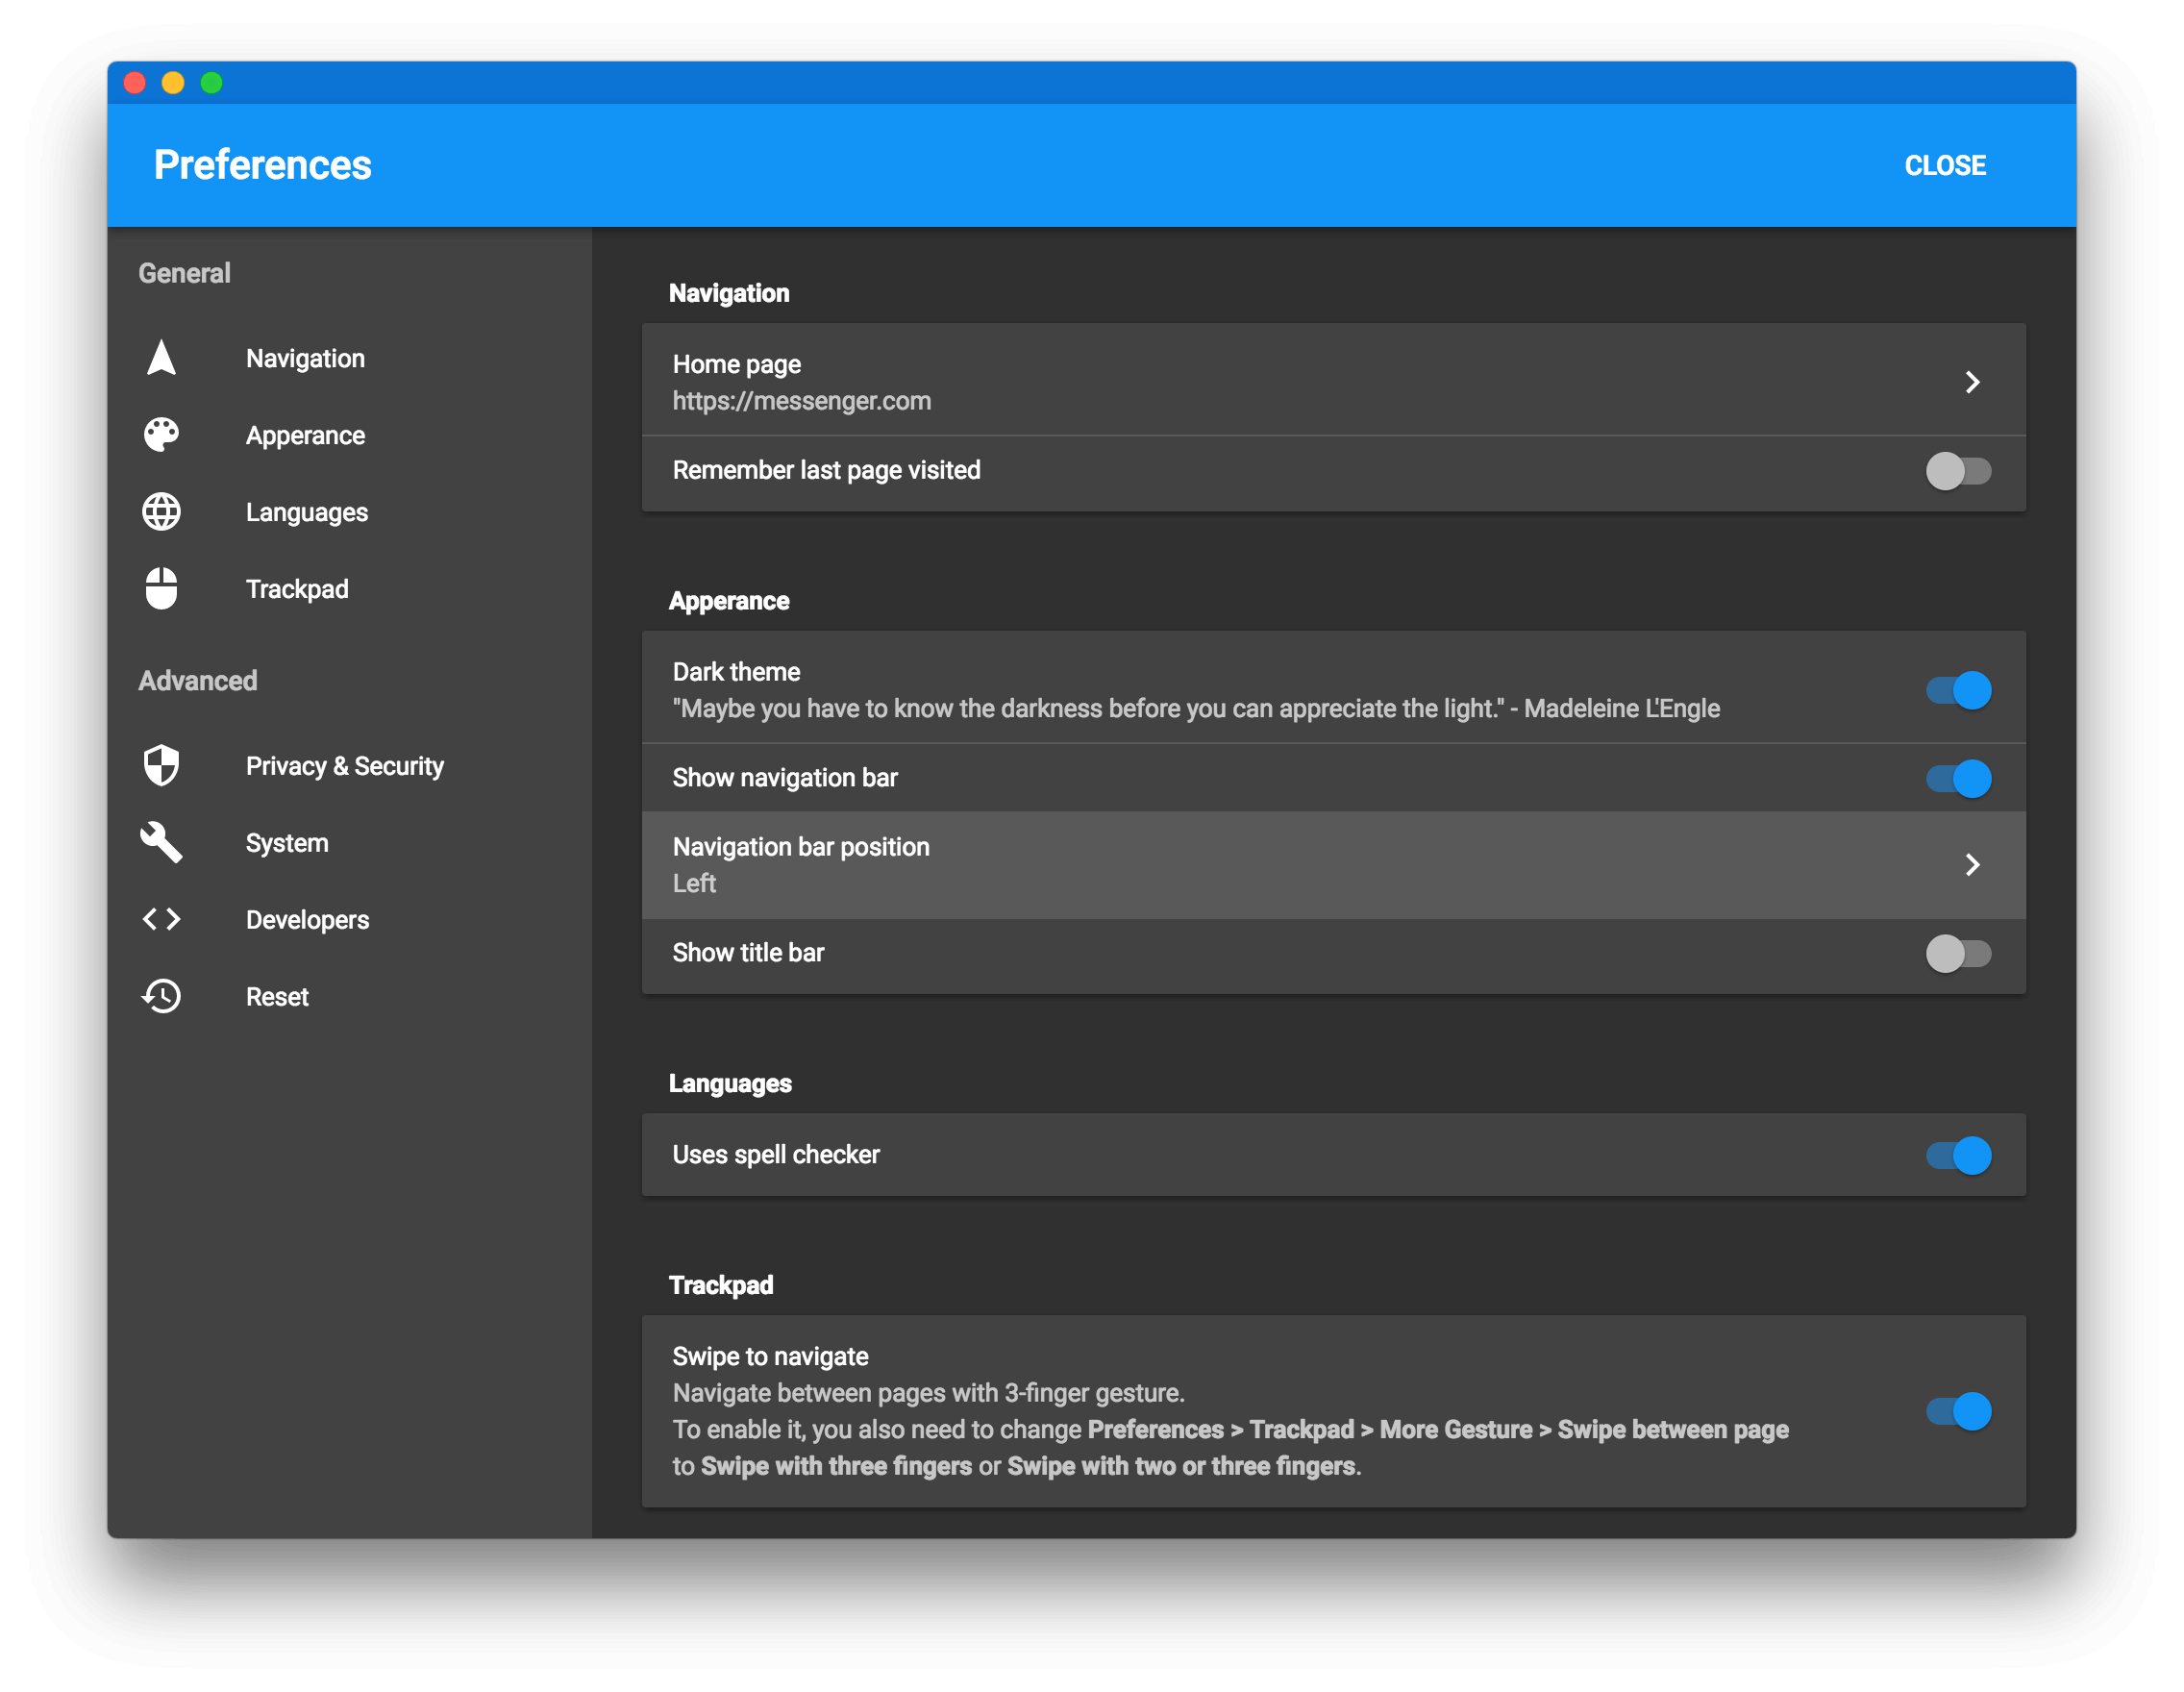 Preferences
CLOSE
General
Navigation
Apperance
Languages
Trackpad
Advanced
Privacy & Security
System
Developers
Reset
Navigation
Home page
https://messenger.com
Remember last page visited
Apperance
Dark theme
"Maybe you have to know the darkness before you can appreciate the light." - Madeleine L'Engle
Show navigation bar
Navigation bar position
Left
Show title bar
Languages
Uses spell checker
Trackpad
Swipe to navigate
Navigate between pages with 3-finger gesture.
To enable it, you also need to change Preferences > Trackpad > More Gesture > Swipe between page
to Swipe with three fingers or Swipe with two or three fingers.